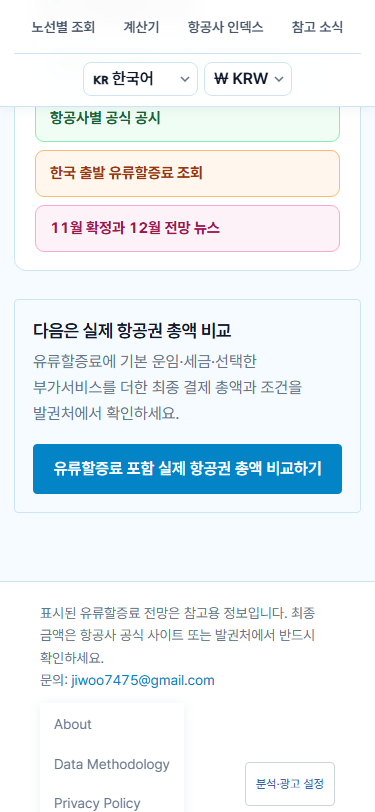 노선별 조회 계산기 항공사 인덱스 참고 소식
KR 한국어 ₩ KRW
항공사별 공식 공시
한국 출발 유류할증료 조회
11월 확정과 12월 전망 뉴스
다음은 실제 항공권 총액 비교
유류할증료에 기본 운임·세금·선택한
부가서비스를 더한 최종 결제 총액과 조건을
발권처에서 확인하세요.
유류할증료 포함 실제 항공권 총액 비교하기
표시된 유류할증료 전망은 참고용 정보입니다. 최종
금액은 항공사 공식 사이트 또는 발권처에서 반드시
확인하세요.
문의: jiwoo7475@gmail.com
About
Data Methodology
분석·광고 설정
Privacy Policy